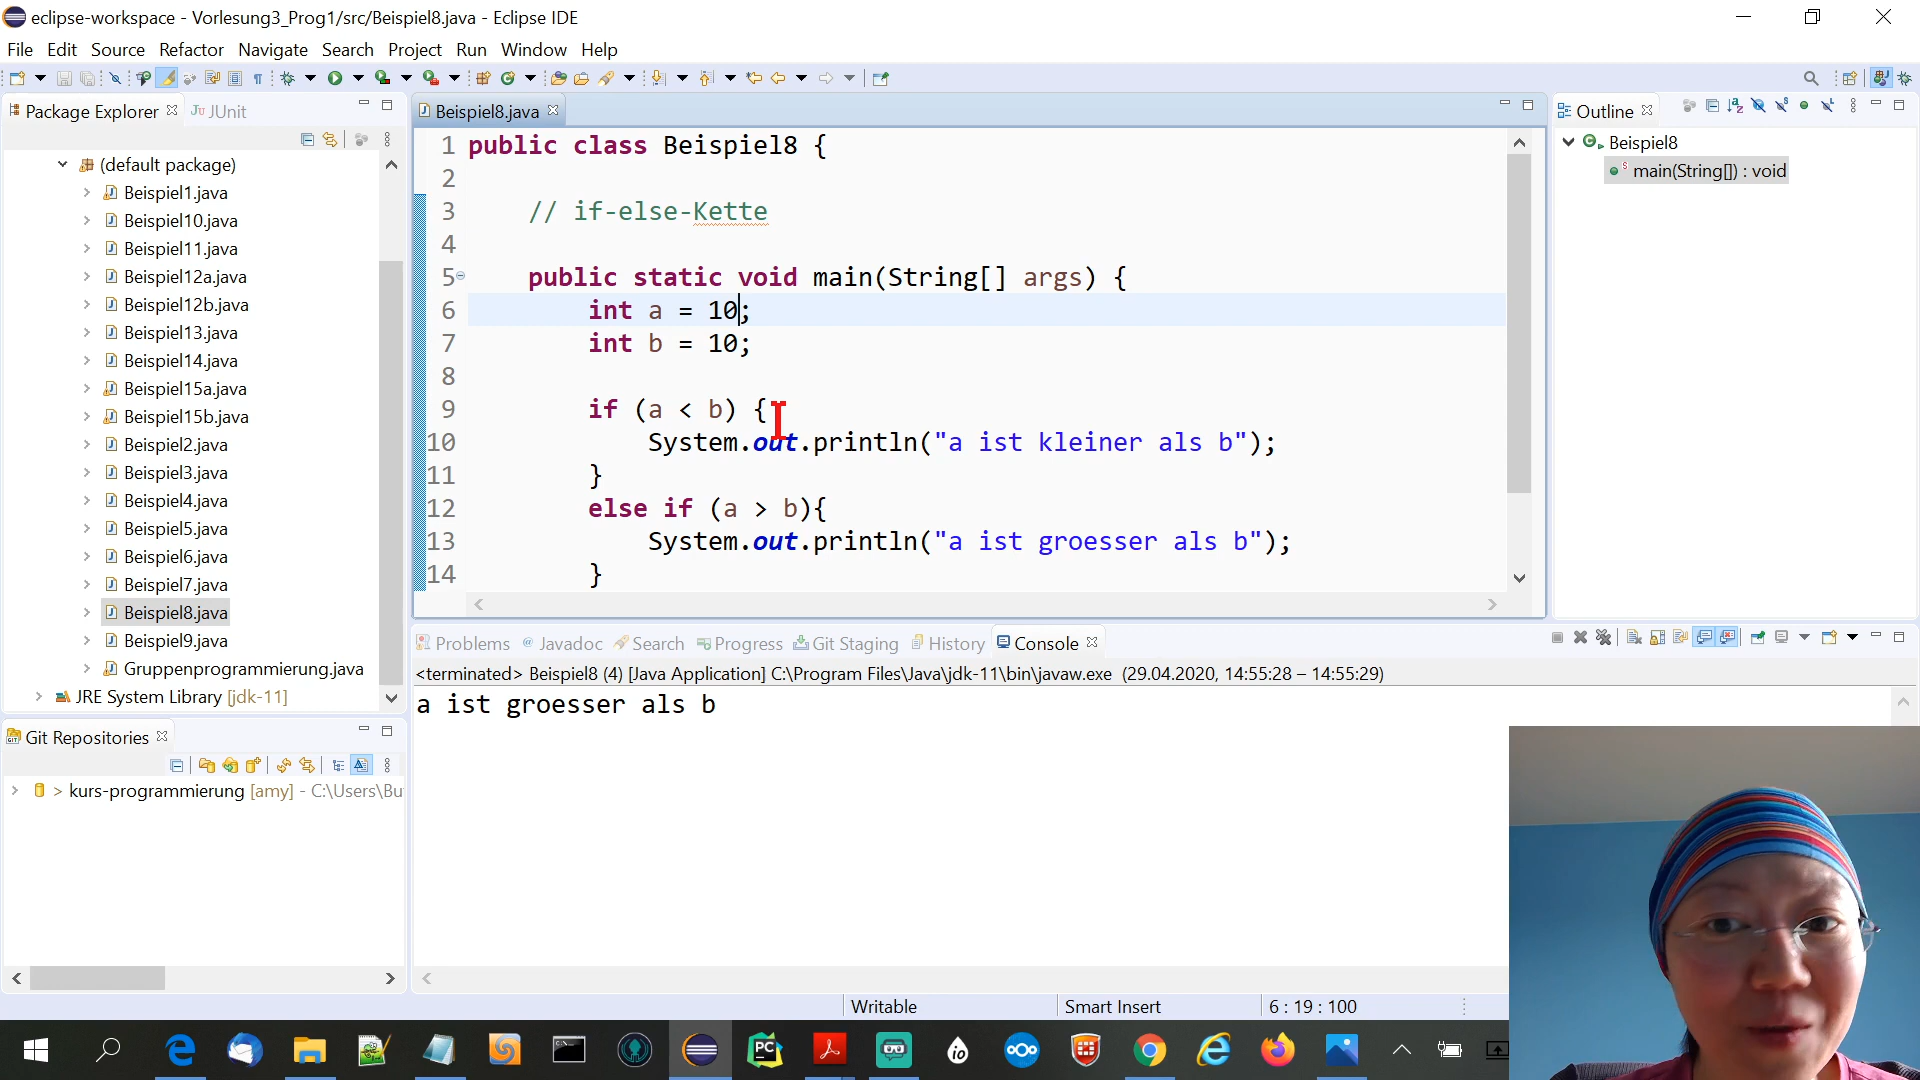 eclipse-workspace - Vorlesung3_Prog1/src/Beispiel8.java - Eclipse IDE
File Edit Source Refactor Navigate Search Project Run Window Help
Package Explorer JUnit
(default package)
Beispiel1.java
Beispiel10.java
Beispiel11.java
Beispiel12a.java
Beispiel12b.java
Beispiel13.java
Beispiel14.java
Beispiel15a.java
Beispiel15b.java
Beispiel2.java
Beispiel3.java
Beispiel4.java
Beispiel5.java
Beispiel6.java
Beispiel7.java
Beispiel8.java
Beispiel9.java
Gruppenprogrammierung.java
JRE System Library [jdk-11]
Git Repositories
> kurs-programmierung [amy] - C:\Users\Bu
Beispiel8.java
1 public class Beispiel8 {
2
3 // if-else-Kette
4
5 public static void main(String[] args) {
6 int a = 10;
7 int b = 10;
8
9 if (a < b) {
10 System.out.println("a ist kleiner als b");
11 }
12 else if (a > b){
13 System.out.println("a ist groesser als b");
14 }
Outline
Beispiel8
main(String[]) : void
Problems @ Javadoc Search Progress Git Staging History Console
<terminated> Beispiel8 (4) [Java Application] C:\Program Files\Java\jdk-11\bin\javaw.exe (29.04.2020, 14:55:28 – 14:55:29)
a ist groesser als b
Writable Smart Insert 6 : 19 : 100
PC
io